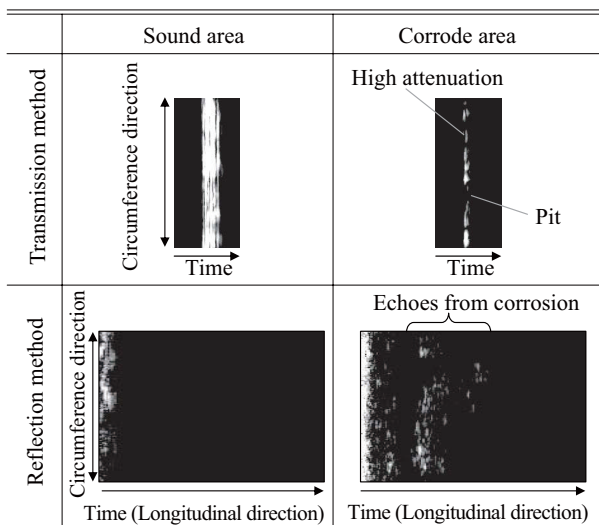 Sound area
Corrode area
Transmission method
Circumference direction
Time
High attenuation
Pit
Time
Reflection method
Circumference direction
Time (Longitudinal direction)
Echoes from corrosion
Time (Longitudinal direction)